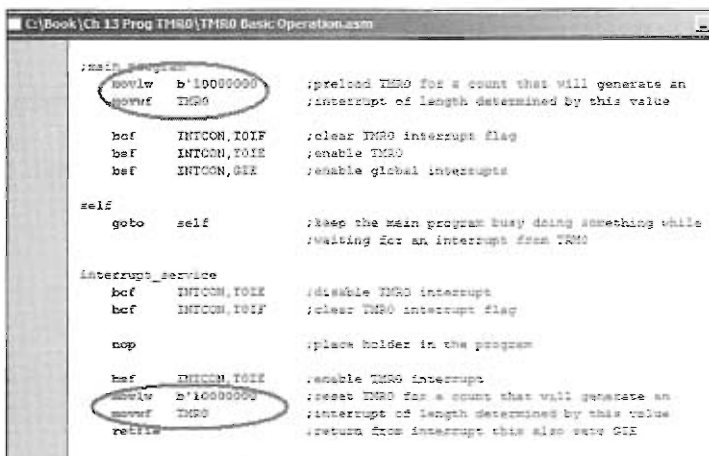 C:\Book\Ch 13 Prog TMR0\TMR0 Basic Operation.asm
;main program
movlw b'10000000' ;preload TMR0 for a count that will generate an
movwf TMR0 ;interrupt of length determined by this value
bcf INTCON,T0IF ;clear TMR0 interrupt flag
bsf INTCON,T0IE ;enable TMR0
bsf INTCON,GIE ;enable global interrupts
self
goto self ;keep the main program busy doing something while
;waiting for an interrupt from TRM0
interrupt_service
bcf INTCON,T0IE ;disable TMR0 interrupt
bcf INTCON,T0IF ;clear TMR0 interrupt flag
nop ;place holder in the program
bsf INTCON,T0IE ;enable TMR0 interrupt
movlw b'10000000' ;reset TMR0 for a count that will generate an
movwf TMR0 ;interrupt of length determined by this value
retfie ;return from interrupt this also sets GIE